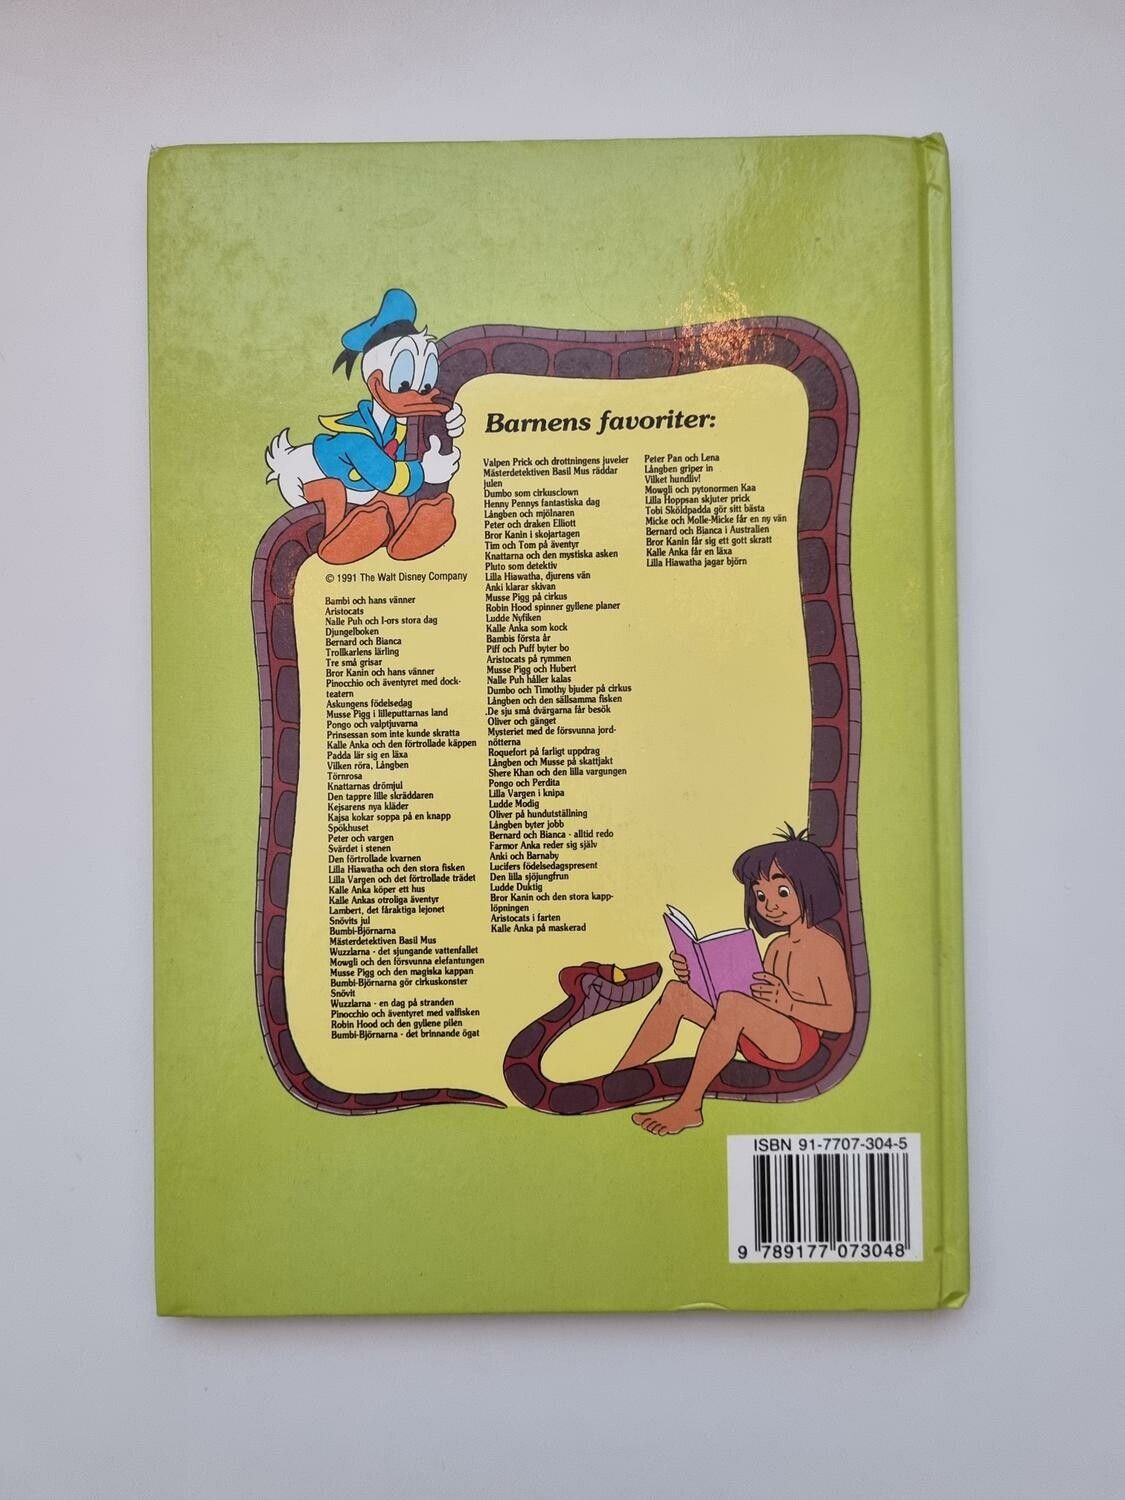 Barnens favoriter:
© 1991 The Walt Disney Company
Bambi och hans vänner
Aristocats
Nalle Puh och I-ors stora dag
Djungelboken
Bernard och Bianca
Trollkarlens lärling
Tre små grisar
Bror Kanin och hans vänner
Pinocchio och äventyret med dock-
teatern
Askungens födelsedag
Musse Pigg i lilleputtarnas land
Pongo och valptjuvarna
Prinsessan som inte kunde skratta
Kalle Anka och den förtrollade käppen
Padda lär sig en läxa
Vilken röra, Långben
Törnrosa
Knattarnas drömjul
Den tappre lille skräddaren
Kejsarens nya kläder
Kajsa kokar soppa på en knapp
Spökhuset
Peter och vargen
Svärdet i stenen
Den förtrollade kvarnen
Lilla Hiawatha och den stora fisken
Lilla Vargen och det förtrollade trädet
Kalle Anka köper ett hus
Kalle Ankas otroliga äventyr
Lambert, det fåraktiga lejonet
Snövits jul
Bumbi-Björnarna
Mästerdetektiven Basil Mus
Wuzzlarna - det sjungande vattenfallet
Mowgli och den försvunna elefantungen
Musse Pigg och den magiska kappan
Bumbi-Björnarna gör cirkuskonster
Snövit
Wuzzlarna - en dag på stranden
Pinocchio och äventyret med valfisken
Robin Hood och den gyllene pilen
Bumbi-Björnarna - det brinnande ögat
Valpen Prick och drottningens juveler
Mästerdetektiven Basil Mus räddar
julen
Dumbo som cirkusclown
Henny Pennys fantastiska dag
Långben och mjölnaren
Peter och draken Elliott
Bror Kanin i skojartagen
Tim och Tom på äventyr
Knattarna och den mystiska asken
Pluto som detektiv
Lilla Hiawatha, djurens vän
Anki klarar skivan
Musse Pigg på cirkus
Robin Hood spinner gyllene planer
Ludde Nyfiken
Kalle Anka som kock
Bambis första år
Piff och Puff byter bo
Aristocats på rymmen
Musse Pigg och Hubert
Nalle Puh håller kalas
Dumbo och Timothy bjuder på cirkus
Långben och den sällsamma fisken
De sju små dvärgarna får besök
Oliver och gänget
Mysteriet med de försvunna jord-
nötterna
Roquefort på farligt uppdrag
Långben och Musse på skattjakt
Shere Khan och den lilla vargungen
Pongo och Perdita
Lilla Vargen i knipa
Ludde Modig
Oliver på hundutställning
Långben byter jobb
Bernard och Bianca - alltid redo
Farmor Anka reder sig själv
Anki och Barnaby
Lucifers födelsedagspresent
Den lilla sjöjungfrun
Ludde Duktig
Bror Kanin och den stora kapp-
löpningen
Aristocats i farten
Kalle Anka på maskerad
Peter Pan och Lena
Långben griper in
Vilket hundliv!
Mowgli och pytonormen Kaa
Lilla Hoppsan skjuter prick
Tobi Sköldpadda gör sitt bästa
Micke och Molle-Micke får en ny vän
Bernard och Bianca i Australien
Bror Kanin får sig ett gott skratt
Kalle Anka får en läxa
Lilla Hiawatha jagar björn
ISBN 91-7707-304-5
9 789177 073048